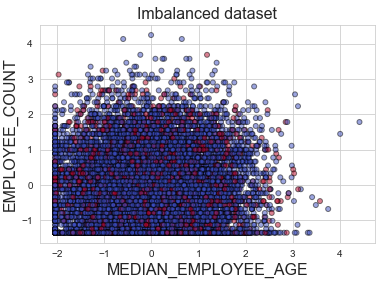 Imbalanced dataset
EMPLOYEE_COUNT
4
3
2
1
0
−1
−2 −1 0 1 2 3 4
MEDIAN_EMPLOYEE_AGE